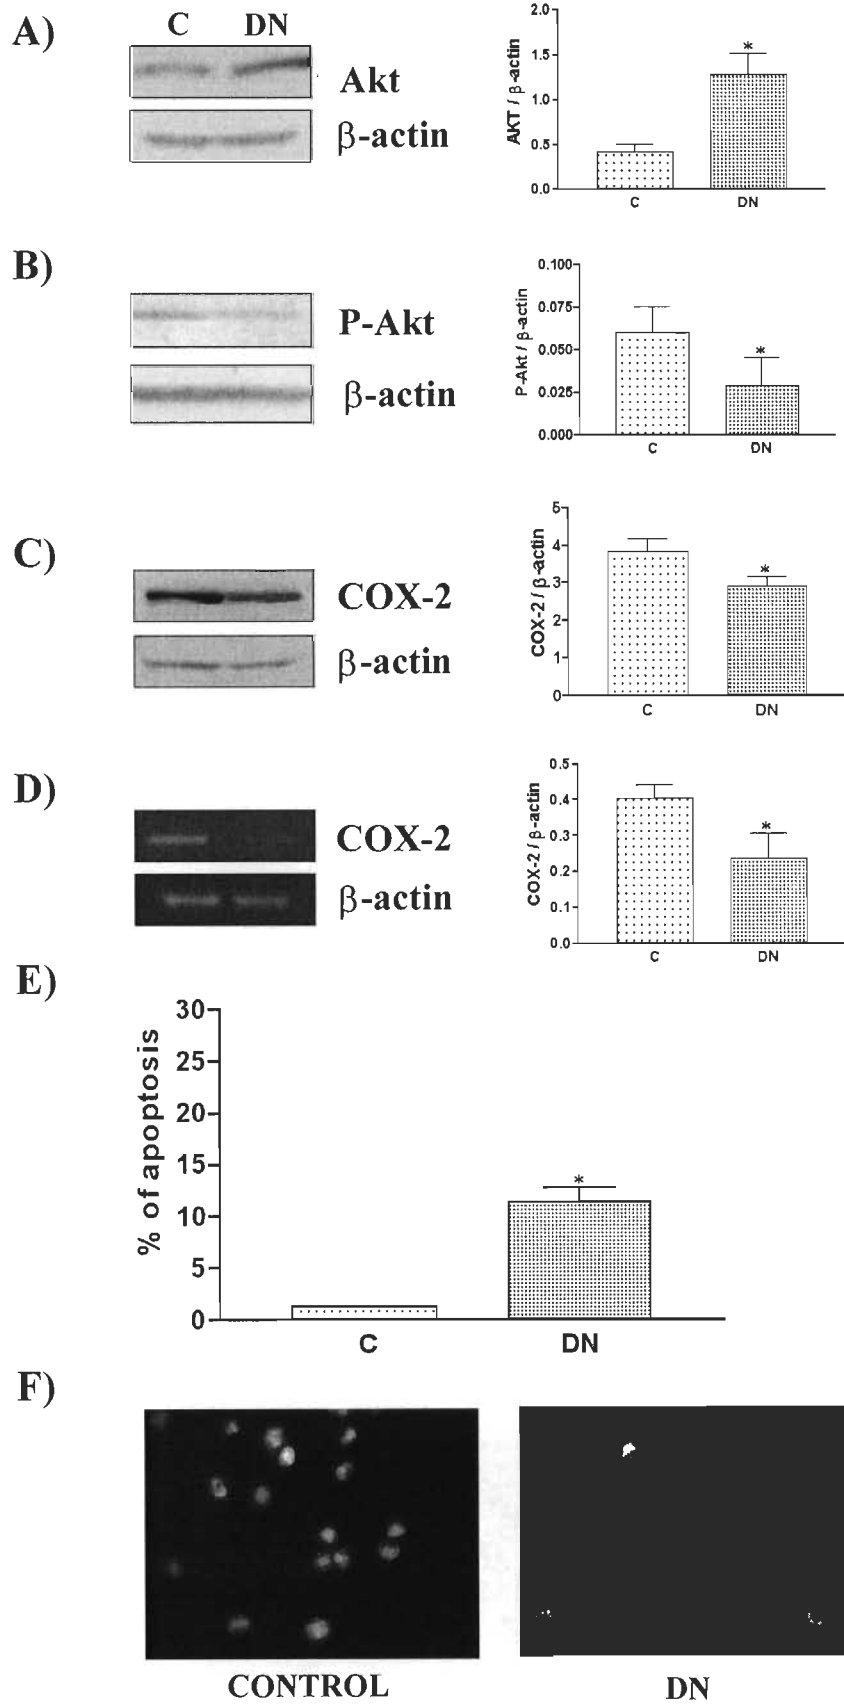 A)
C DN
Akt
β-actin
2.0
1.5
1.0
0.5
0.0
AKT / β-actin
*
C DN
B)
P-Akt
β-actin
0.100
0.075
0.050
0.025
0.000
P-Akt / β-actin
*
C DN
C)
COX-2
β-actin
5
4
3
2
1
0
COX-2 / β-actin
*
C DN
D)
COX-2
β-actin
0.5
0.4
0.3
0.2
0.1
0.0
COX-2 / β-actin
*
C DN
E)
30
25
20
15
10
5
0
% of apoptosis
*
C DN
F)
CONTROL DN